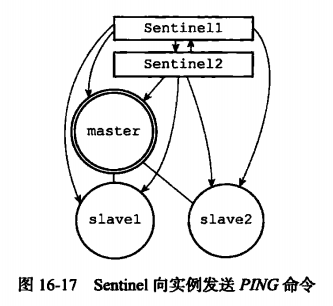 Sentinel1
Sentinel2
master
slave1
slave2
图 16-17 Sentinel 向实例发送 PING 命令